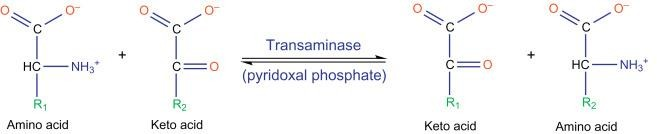 O O⁻ O O⁻ O O⁻ O O⁻
C C C C
Transaminase
HC NH₃⁺ + C O C O + HC NH₃⁺
(pyridoxal phosphate)
R₁ R₂ R₁ R₂
Amino acid Keto acid Keto acid Amino acid